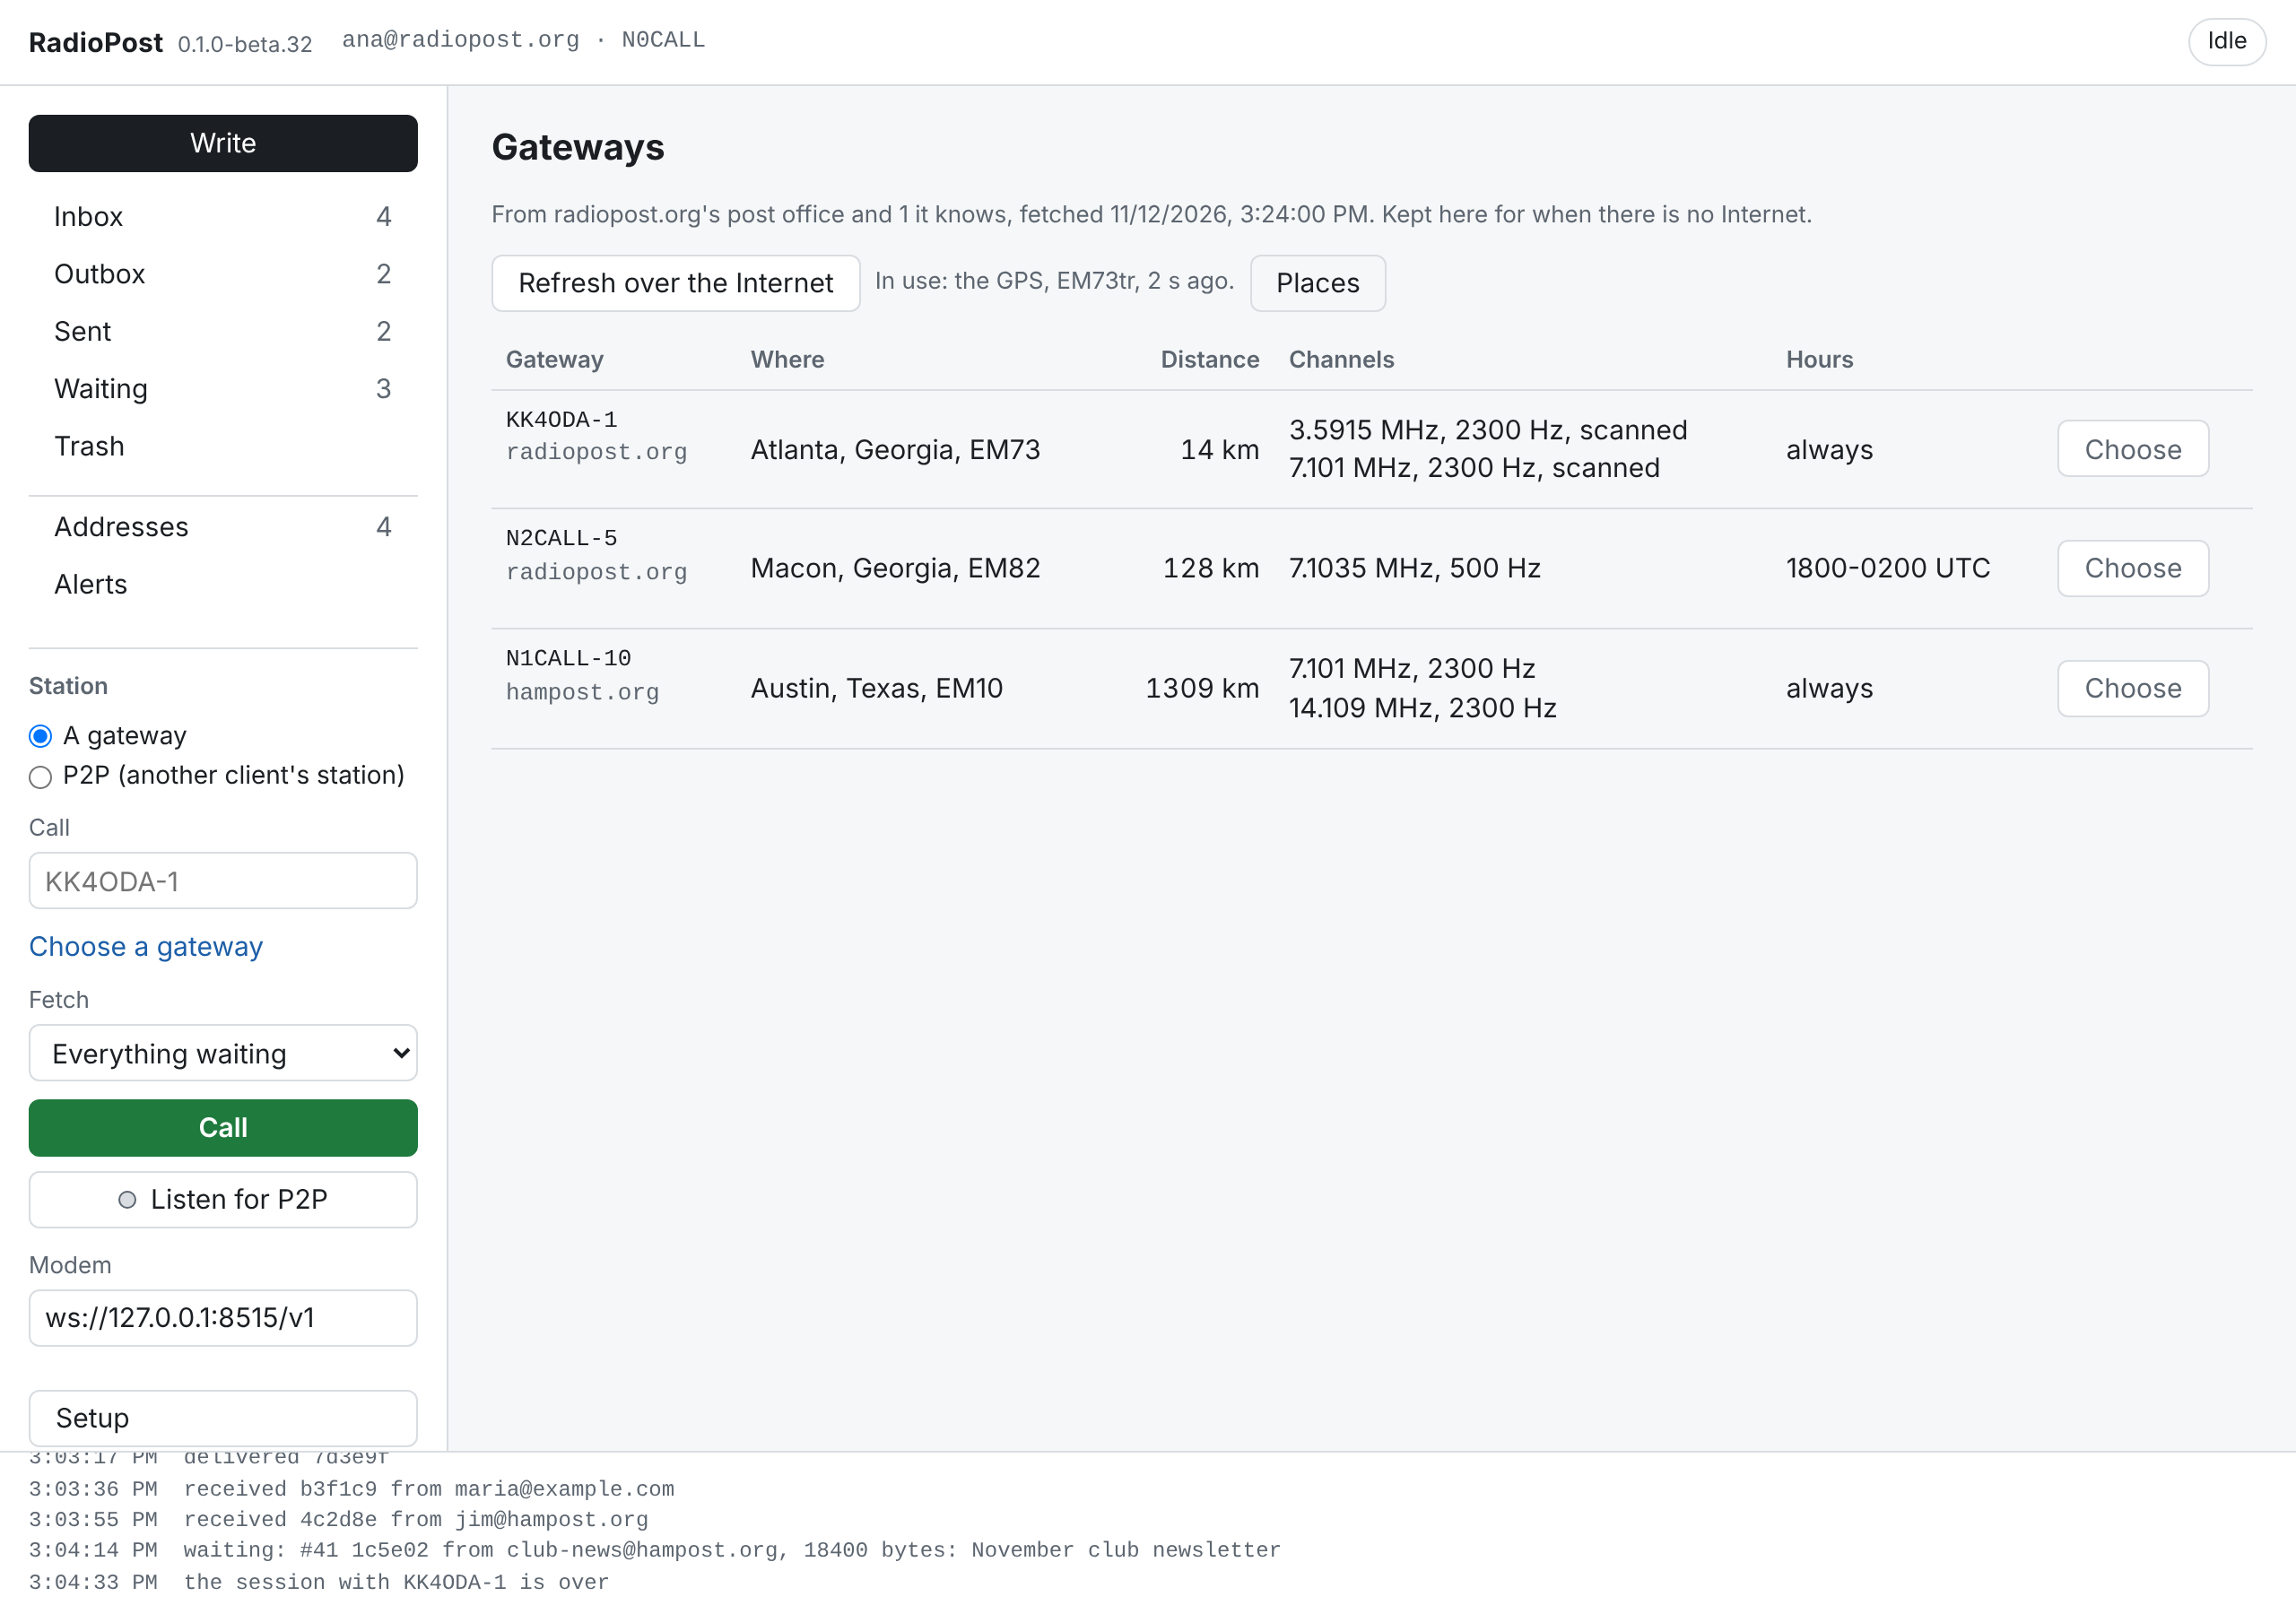 RadioPost 0.1.0-beta.32 ana@radiopost.org · N0CALL Idle
Write
Inbox 4
Outbox 2
Sent 2
Waiting 3
Trash
Addresses 4
Alerts
Station
A gateway
P2P (another client's station)
Call
KK4ODA-1
Choose a gateway
Fetch
Everything waiting
Call
Listen for P2P
Modem
ws://127.0.0.1:8515/v1
Setup
Gateways
From radiopost.org's post office and 1 it knows, fetched 11/12/2026, 3:24:00 PM. Kept here for when there is no Internet.
Refresh over the Internet In use: the GPS, EM73tr, 2 s ago. Places
Gateway Where Distance Channels Hours
KK4ODA-1
radiopost.org Atlanta, Georgia, EM73 14 km 3.5915 MHz, 2300 Hz, scanned
7.101 MHz, 2300 Hz, scanned always Choose
N2CALL-5
radiopost.org Macon, Georgia, EM82 128 km 7.1035 MHz, 500 Hz 1800-0200 UTC Choose
N1CALL-10
hampost.org Austin, Texas, EM10 1309 km 7.101 MHz, 2300 Hz
14.109 MHz, 2300 Hz always Choose
3:03:17 PM delivered 7d3e9f
3:03:36 PM received b3f1c9 from maria@example.com
3:03:55 PM received 4c2d8e from jim@hampost.org
3:04:14 PM waiting: #41 1c5e02 from club-news@hampost.org, 18400 bytes: November club newsletter
3:04:33 PM the session with KK4ODA-1 is over